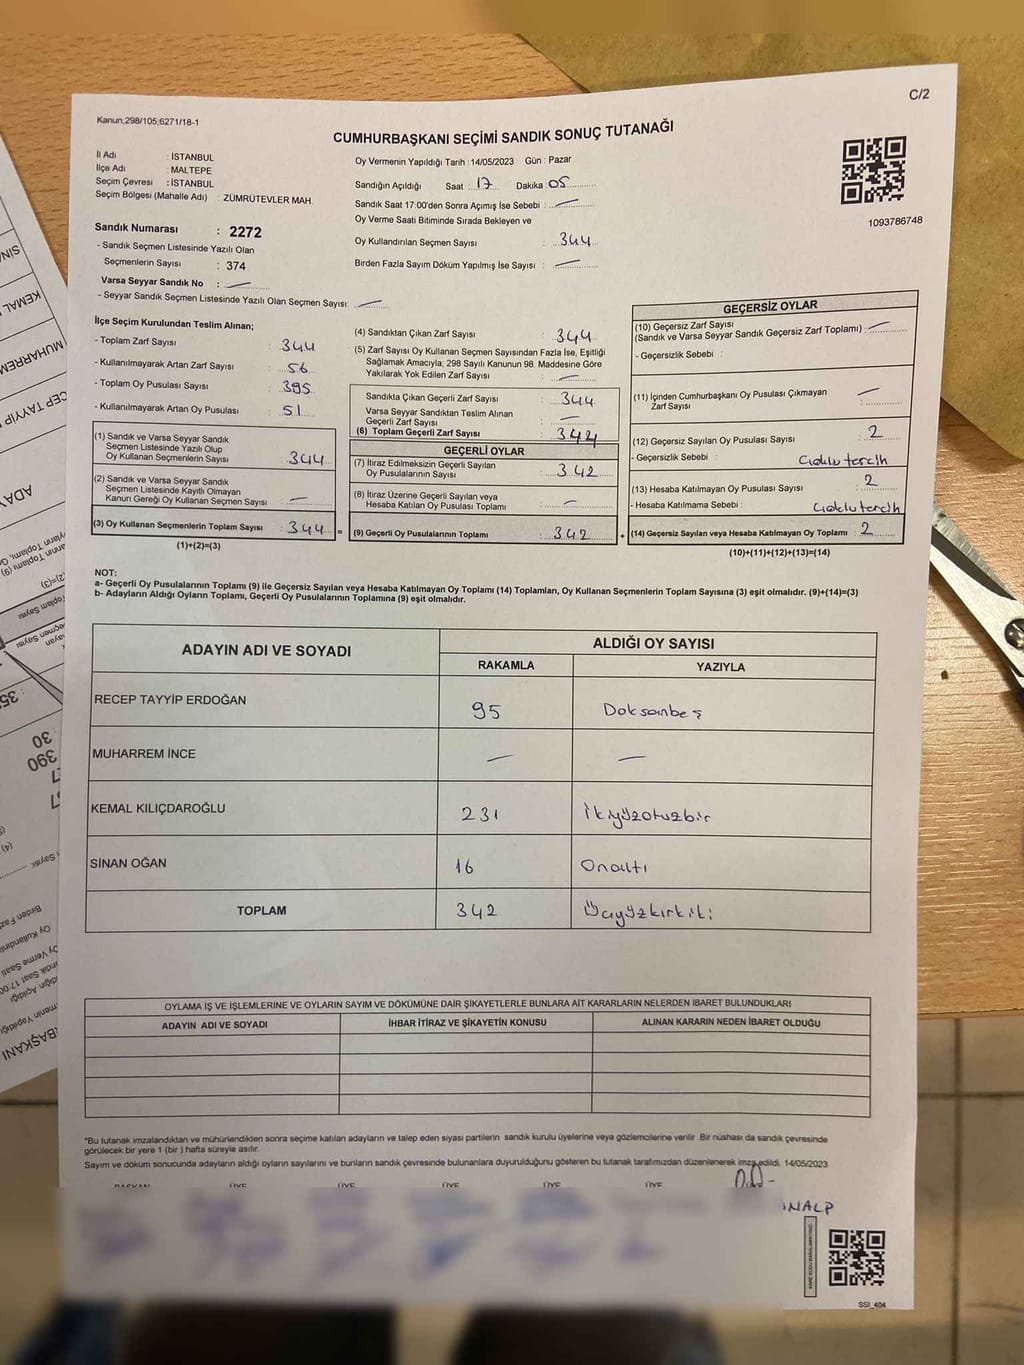 C/2
Kanun;298/105;6271/18-1
CUMHURBAŞKANI SEÇİMİ SANDIK SONUÇ TUTANAĞI
İl Adı : İSTANBUL
İlçe Adı : MALTEPE
Seçim Çevresi : İSTANBUL
Seçim Bölgesi (Mahalle Adı) : ZÜMRÜTEVLER MAH.
Sandık Numarası : 2272
- Sandık Seçmen Listesinde Yazılı Olan
Seçmenlerin Sayısı : 374
Varsa Seyyar Sandık No :
- Seyyar Sandık Seçmen Listesinde Yazılı Olan Seçmen Sayısı:
Oy Vermenin Yapıldığı Tarih :14/05/2023 Gün : Pazar
Sandığın Açıldığı Saat : 17 Dakika : 05
Sandık Saat 17:00'den Sonra Açımış İse Sebebi :
Oy Verme Saati Bitiminde Sırada Bekleyen ve
Oy Kullandırılan Seçmen Sayısı : 344
Birden Fazla Sayım Döküm Yapılmış İse Sayısı :
1093786748
İlçe Seçim Kurulundan Teslim Alınan;
- Toplam Zarf Sayısı : 344
- Kullanılmayarak Artan Zarf Sayısı : 56
- Toplam Oy Pusulası Sayısı : 395
- Kullanılmayarak Artan Oy Pusulası : 51
(1) Sandık ve Varsa Seyyar Sandık
Seçmen Listesinde Yazılı Olup
Oy Kullanan Seçmenlerin Sayısı : 344
(2) Sandık ve Varsa Seyyar Sandık
Seçmen Listesinde Kayıtlı Olmayan
Kanun Gereği Oy Kullanan Seçmen Sayısı :
(3) Oy Kullanan Seçmenlerin Toplam Sayısı : 344
(1)+(2)=(3)
(4) Sandıktan Çıkan Zarf Sayısı : 344
(5) Zarf Sayısı Oy Kullanan Seçmen Sayısından Fazla İse, Eşitliği
Sağlamak Amacıyla; 298 Sayılı Kanunun 98. Maddesine Göre
Yakılarak Yok Edilen Zarf Sayısı :
Sandıkta Çıkan Geçerli Zarf Sayısı : 344
Varsa Seyyar Sandıktan Teslim Alınan
Geçerli Zarf Sayısı :
(6) Toplam Geçerli Zarf Sayısı :
GEÇERLİ OYLAR
(7) İtiraz Edilmeksizin Geçerli Sayılan
Oy Pusulalarının Sayısı : 342
(8) İtiraz Üzerine Geçerli Sayılan veya
Hesaba Katılan Oy Pusulası Toplamı :
= (9) Geçerli Oy Pusulalarının Toplamı : 342
GEÇERSİZ OYLAR
(10) Geçersiz Zarf Sayısı
(Sandık ve Varsa Seyyar Sandık Geçersiz Zarf Toplamı) :
- Geçersizlik Sebebi :
(11) İçinden Cumhurbaşkanı Oy Pusulası Çıkmayan
Zarf Sayısı :
(12) Geçersiz Sayılan Oy Pusulası Sayısı : 2
- Geçersizlik Sebebi :
(13) Hesaba Katılmayan Oy Pusulası Sayısı : 2
- Hesaba Katılmama Sebebi :
+ (14) Geçersiz Sayılan veya Hesaba Katılmayan Oy Toplamı : 2
(10)+(11)+(12)+(13)=(14)
NOT:
a- Geçerli Oy Pusulalarının Toplamı (9) ile Geçersiz Sayılan veya Hesaba Katılmayan Oy Toplamı (14) Toplamları, Oy Kullanan Seçmenlerin Toplam Sayısına (3) eşit olmalıdır. (9)+(14)=(3)
b- Adayların Aldığı Oyların Toplamı, Geçerli Oy Pusulalarının Toplamına (9) eşit olmalıdır.
ADAYIN ADI VE SOYADI
ALDIĞI OY SAYISI
RAKAMLA YAZIYLA
RECEP TAYYİP ERDOĞAN 95 Doksanbeş
MUHARREM İNCE — —
KEMAL KILIÇDAROĞLU 231 İkiyüzotuzbir
SİNAN OĞAN 16 Onaltı
TOPLAM 342 Üçyüzkırkiki
OYLAMA İŞ VE İŞLEMLERİNE VE OYLARIN SAYIM VE DÖKÜMÜNE DAİR ŞİKAYETLERLE BUNLARA AİT KARARLARIN NELERDEN İBARET BULUNDUKLARI
ADAYIN ADI VE SOYADI İHBAR İTİRAZ VE ŞİKAYETİN KONUSU ALINAN KARARIN NEDEN İBARET OLDUĞU
*Bu tutanak imzalandıktan ve mühürlendikten sonra seçime katılan adayların ve talep eden siyasi partilerin sandık kurulu üyelerine veya gözlemcilerine verilir .Bir nüshası da sandık çevresinde
görülecek bir yere 1 (bir ) hafta süreyle asılır.
Sayım ve döküm sonucunda adayların aldığı oyların sayılarını ve bunların sandık çevresinde bulunanlara duyurulduğunu gösteren bu tutanak tarafımızdan düzenlenerek imza edildi. 14/05/2023
BAŞKAN ÜYE ÜYE ÜYE ÜYE ÜYE
SSI_404